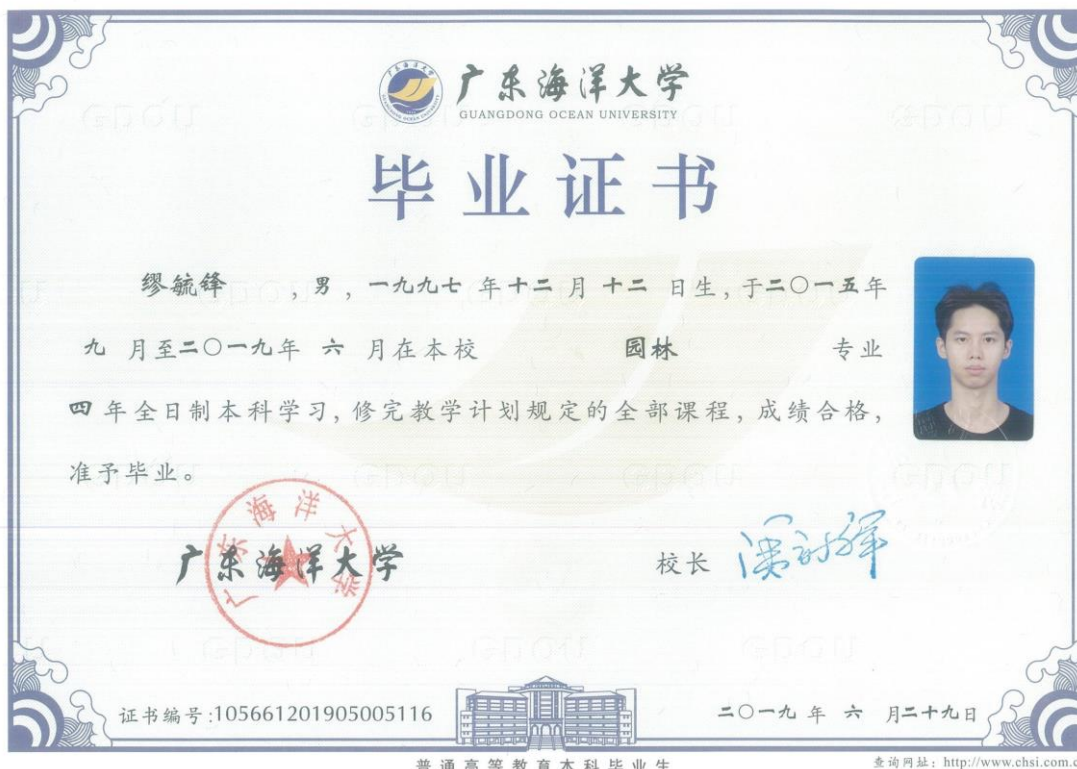 广东海洋大学
GUANGDONG OCEAN UNIVERSITY
毕业证书
缪毓锋，男，一九九七年十二月十二日生，于二〇一五年
九月至二〇一九年六月在本校 园林 专业
四年全日制本科学习，修完教学计划规定的全部课程，成绩合格，
准予毕业。
广东海洋大学
广东海洋大学
校长
证书编号:105661201905005116
二〇一九年六月二十九日
普通高等教育本科毕业生
查询网址：http://www.chsi.com.c